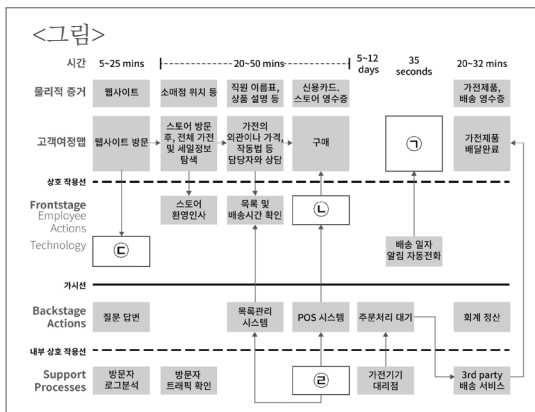 <그림>
시간
5~25 mins
20~50 mins
5~12
days
35
seconds
20~32 mins
물리적 증거
웹사이트
소매점 위치 등
직원 이름표,
상품 설명 등
신용카드.
스토어 영수증
가전제품,
배송 영수증
고객여정맵
웹사이트 방문
스토어 방문
후, 전체 가전
및 세일정보
탐색
가전의
외관이나 가격,
작동법 등
담당자와 상담
구매
㉠
가전제품
배달완료
상호 작용선
Frontstage
Employee
Actions
스토어
환영인사
목록 및
배송시간 확인
㉡
Technology
㉢
배송 일자
알림 자동전화
가시선
Backstage
Actions
질문 답변
목록관리
시스템
POS 시스템
주문처리 대기
회계 정산
내부 상호 작용선
Support
Processes
방문자
로그분석
방문자
트래픽 확인
㉣
가전기기
대리점
3rd party
배송 서비스